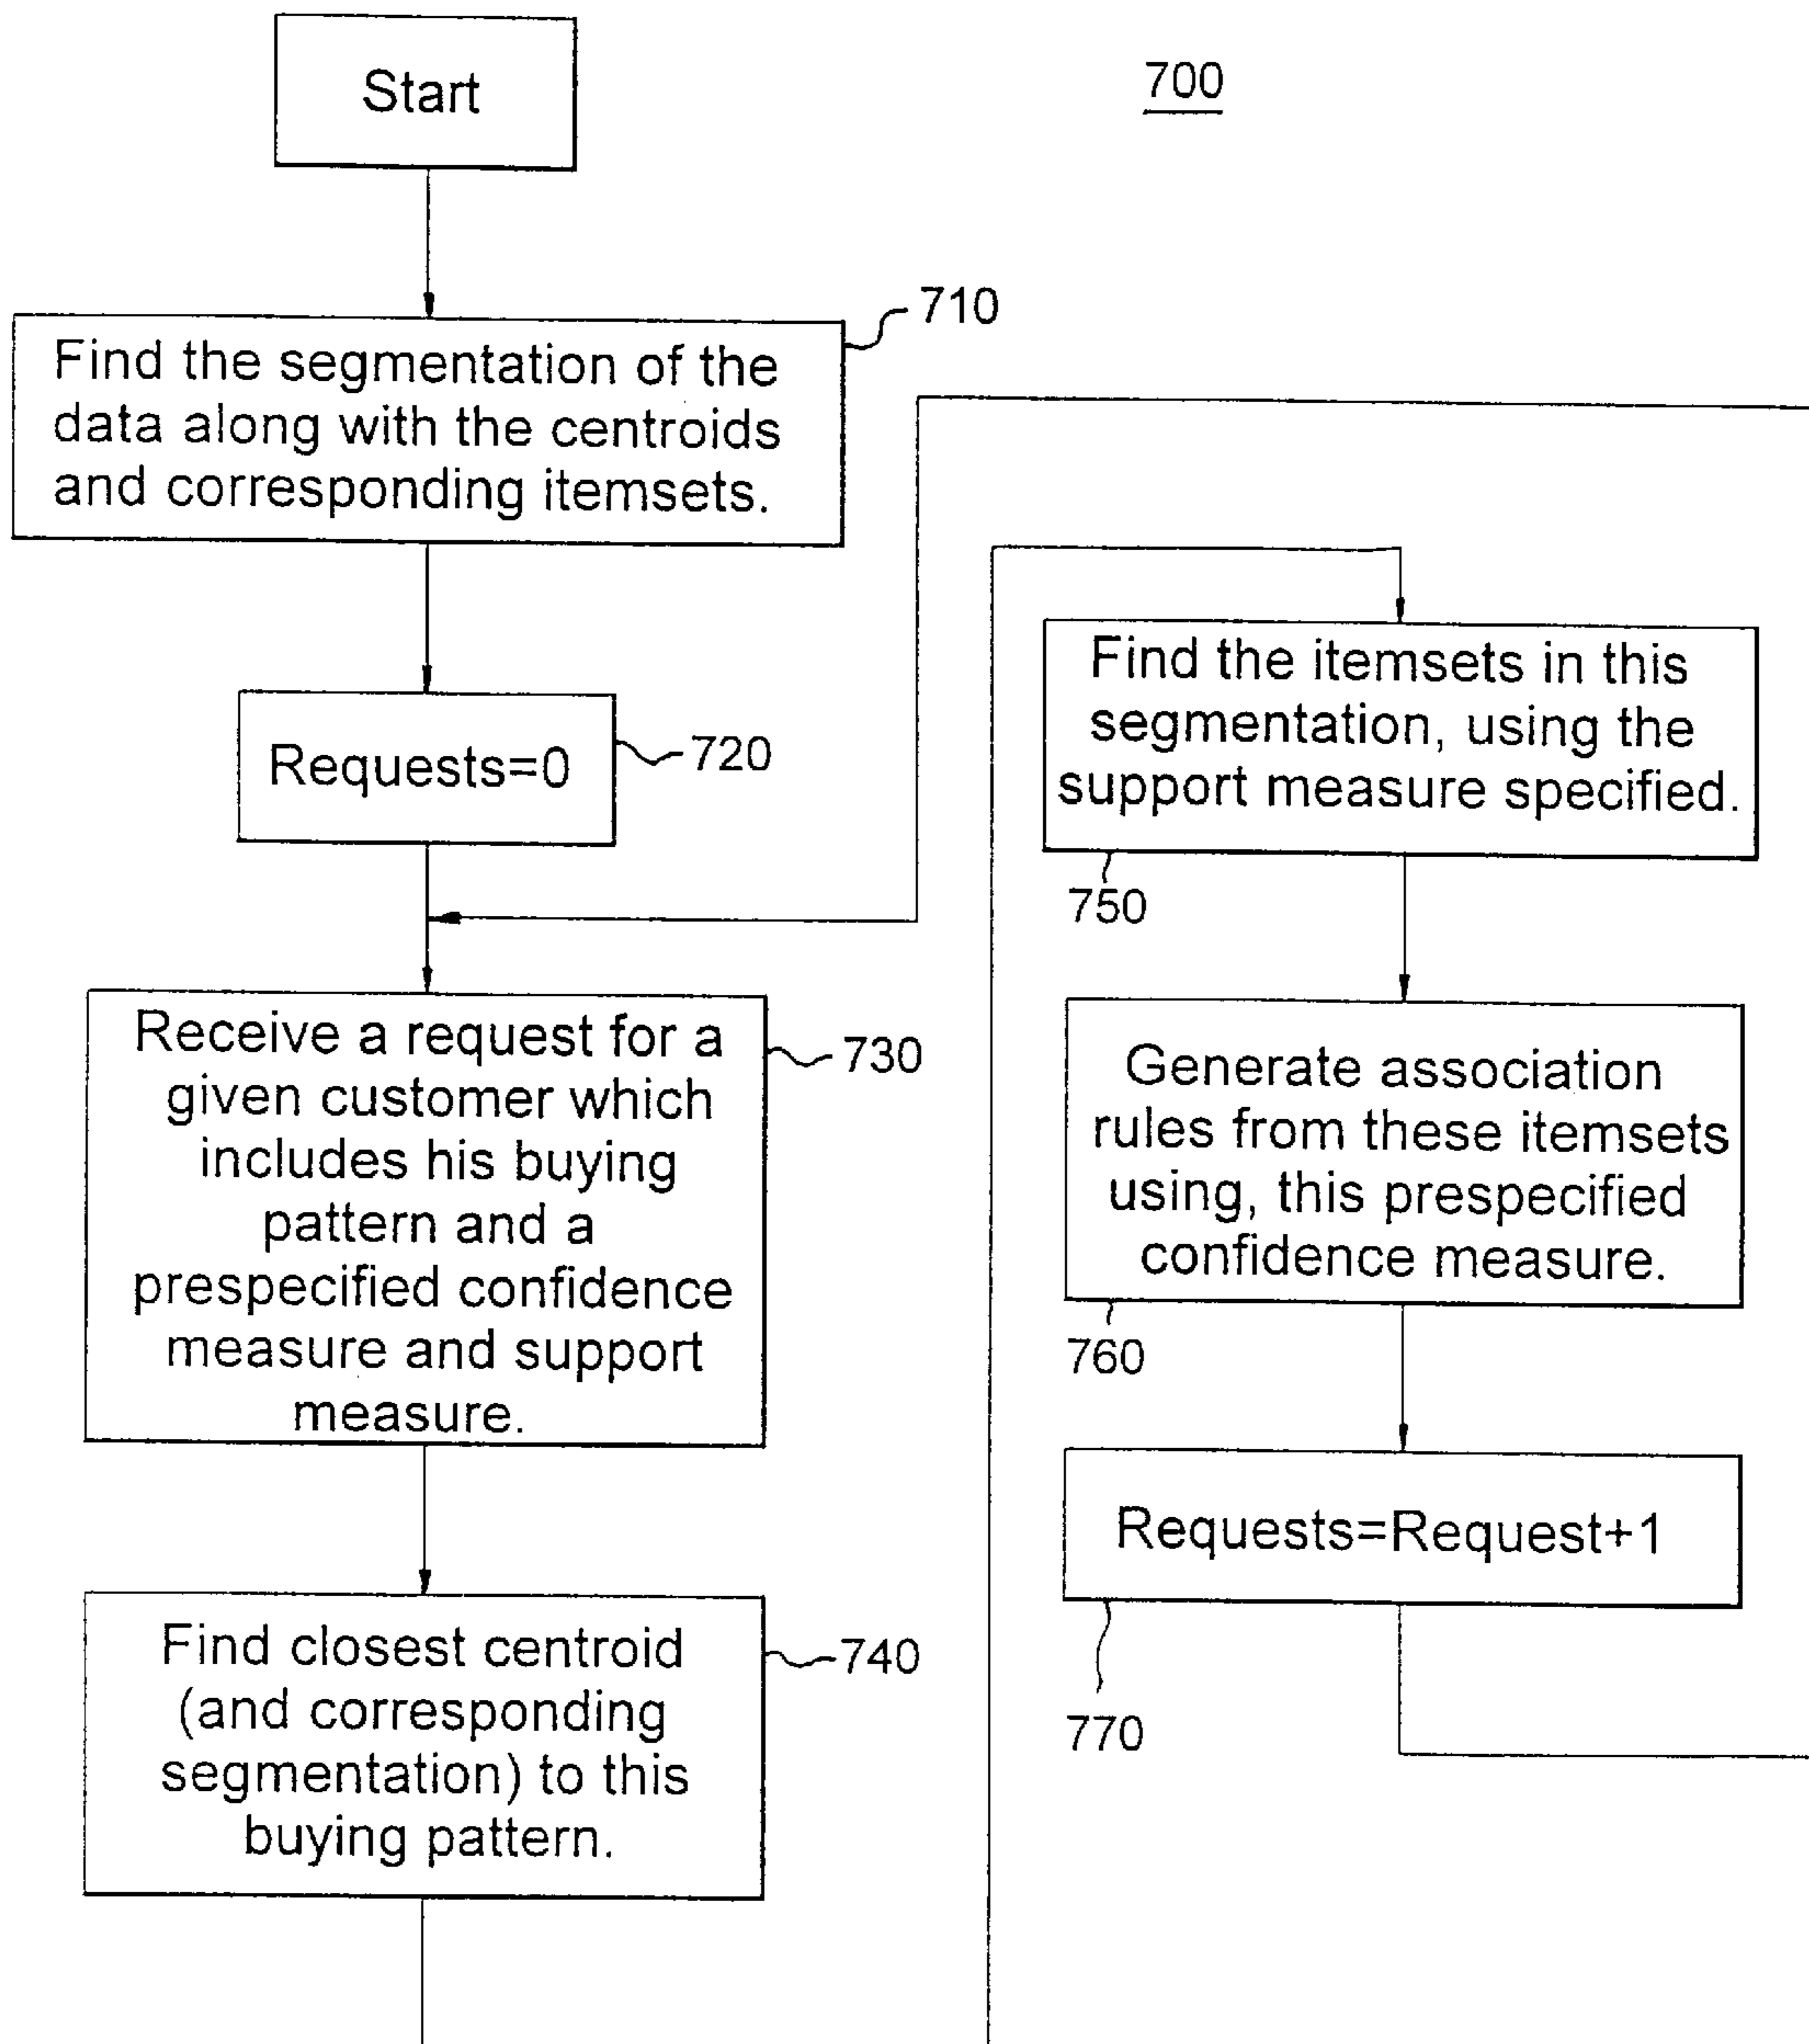 700
Start
710
Find the segmentation of the
data along with the centroids
and corresponding itemsets.
Requests=0
720
Receive a request for a
given customer which
includes his buying
pattern and a
prespecified confidence
measure and support
measure.
730
Find closest centroid
(and corresponding
segmentation) to this
buying pattern.
740
Find the itemsets in this
segmentation, using the
support measure specified.
750
Generate association
rules from these itemsets
using, this prespecified
confidence measure.
760
Requests=Request+1
770